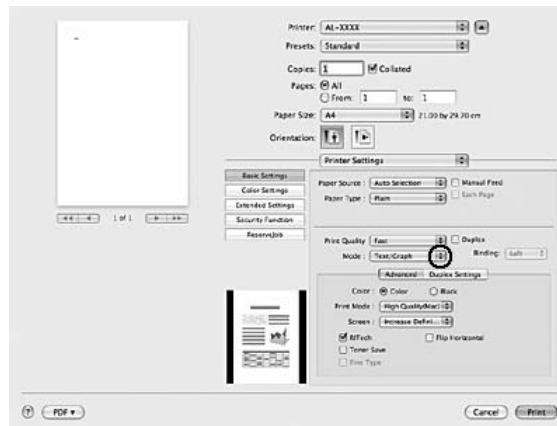 Printer: AL-XXXX
Presets: Standard
Copies: 1 Collated
Pages: All
From: 1 to: 1
Paper Size: A4 21.00 by 29.70 cm
Orientation:
Printer Settings
Basic Settings
Color Settings
Extended Settings
Security Function
ReserveJob
1 of 1
Paper Source : Auto Selection Manual Feed
Paper Type : Plain Each Page
Print Quality : Fast Duplex
Mode : Text/Graph Binding: Left
Advanced Duplex Settings
Color : Color Black
Print Mode : High Quality(Mac)
Screen : Increase Defini...
RITech Flip Horizontal
Toner Save
Fine Type
? PDF Cancel Print